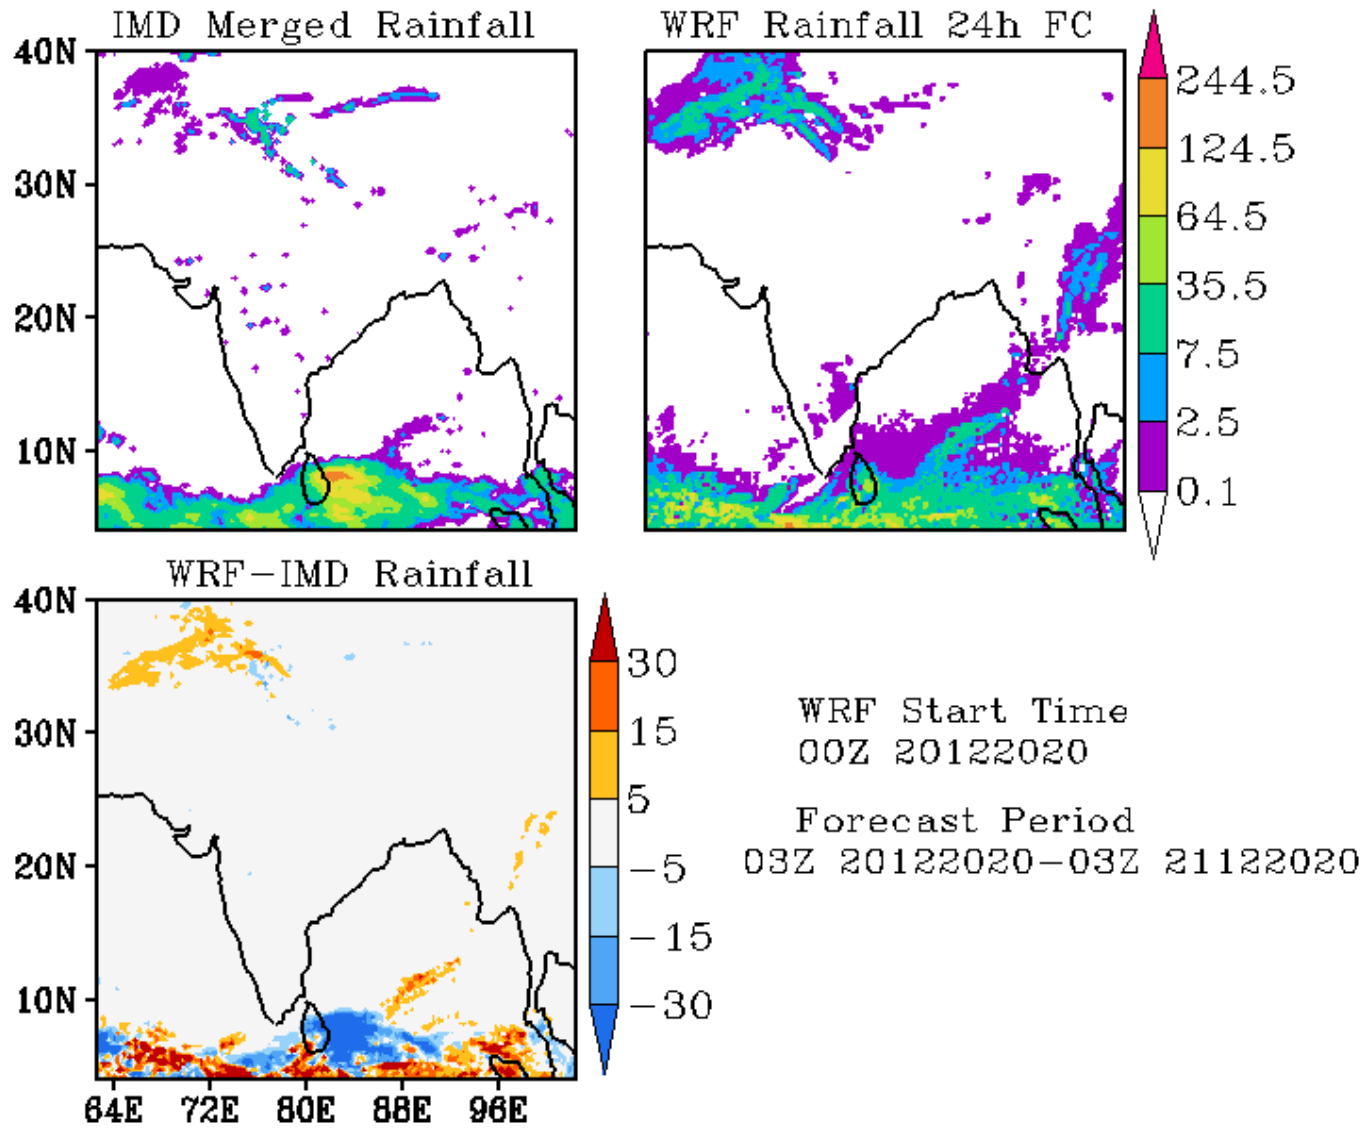 IMD Merged Rainfall
WRF Rainfall 24h FC
40N
30N
20N
10N
244.5
124.5
64.5
35.5
7.5
2.5
0.1
WRF-IMD Rainfall
40N
30N
20N
10N
64E 72E 80E 88E 96E
30
15
5
-5
-15
-30
WRF Start Time
00Z 20122020
Forecast Period
03Z 20122020-03Z 21122020